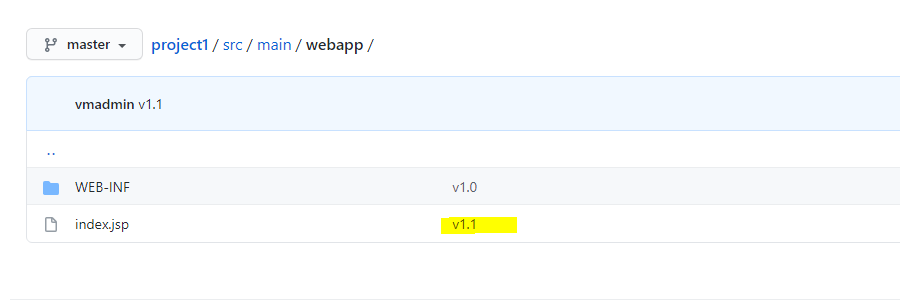 master project1 / src / main / webapp /
vmadmin v1.1
..
WEB-INF v1.0
index.jsp v1.1